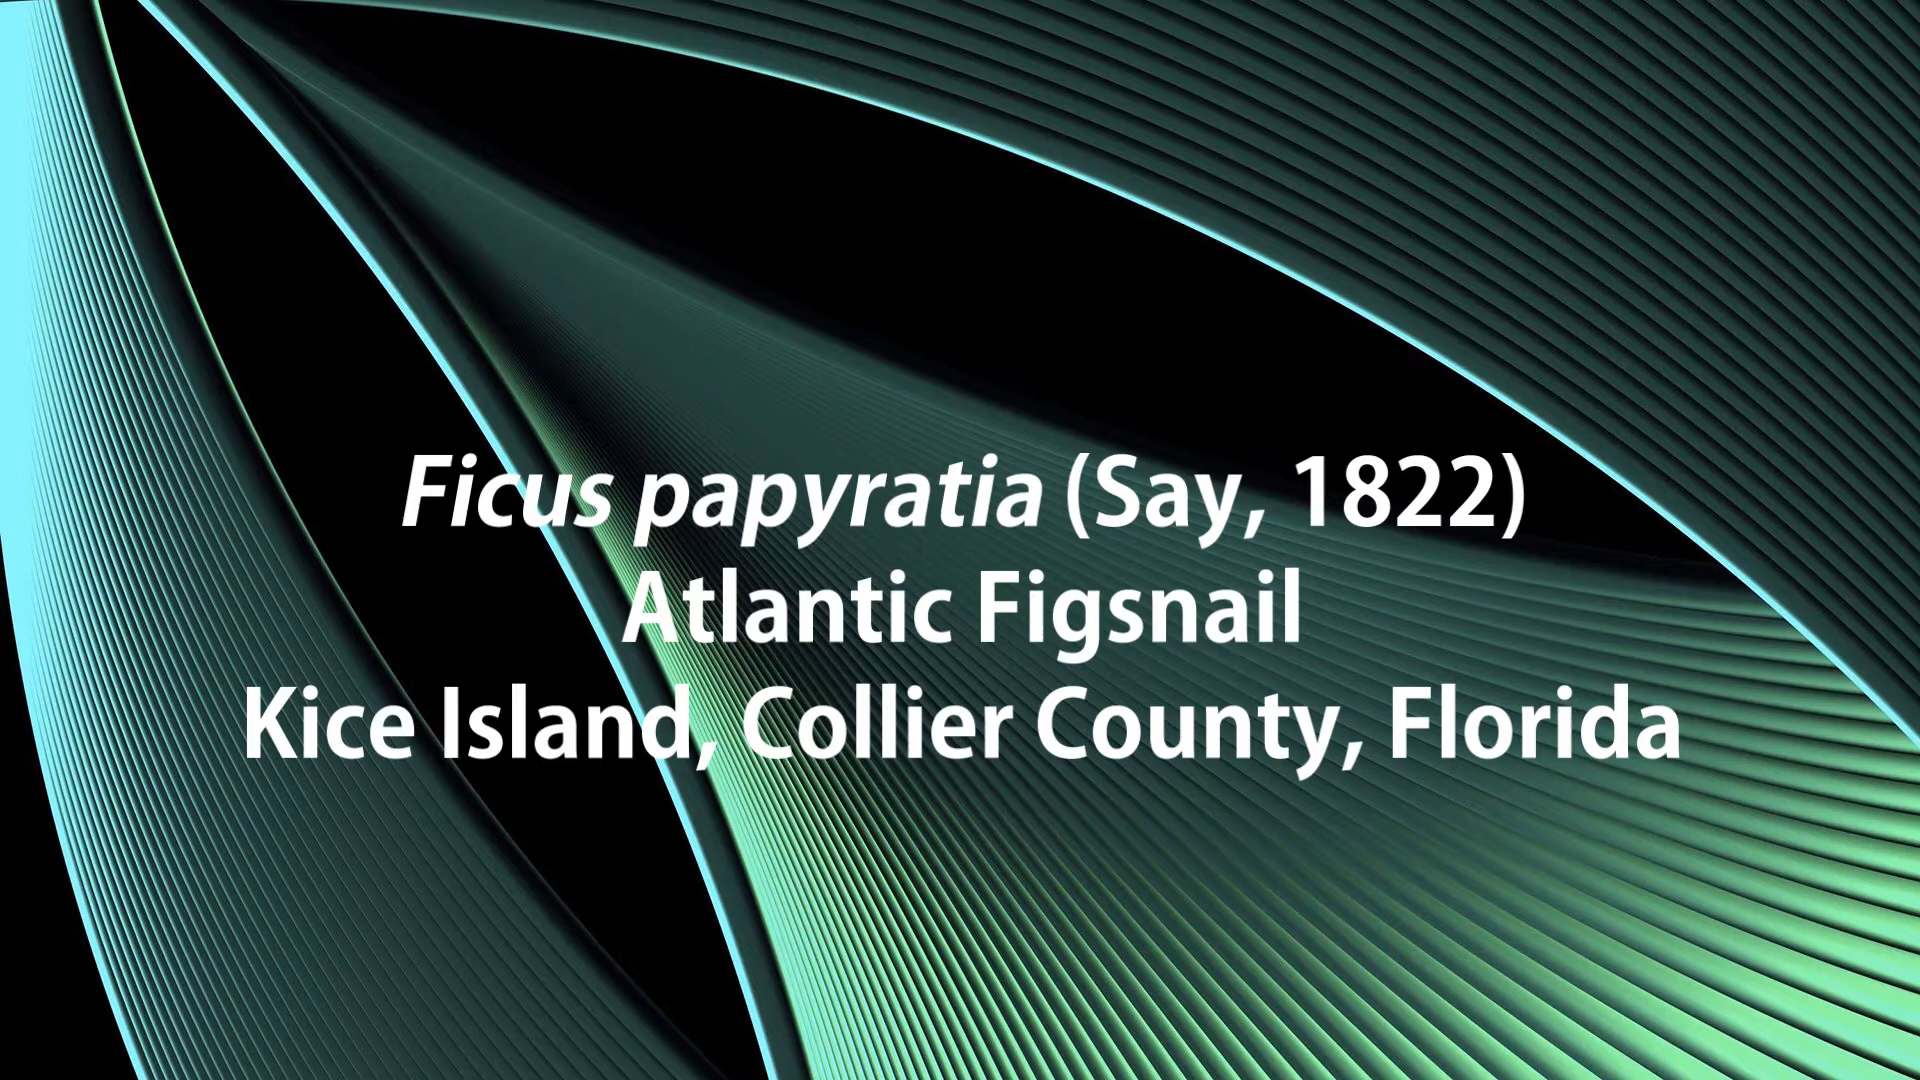 Ficus papyratia (Say, 1822)
Atlantic Figsnail
Kice Island, Collier County, Florida